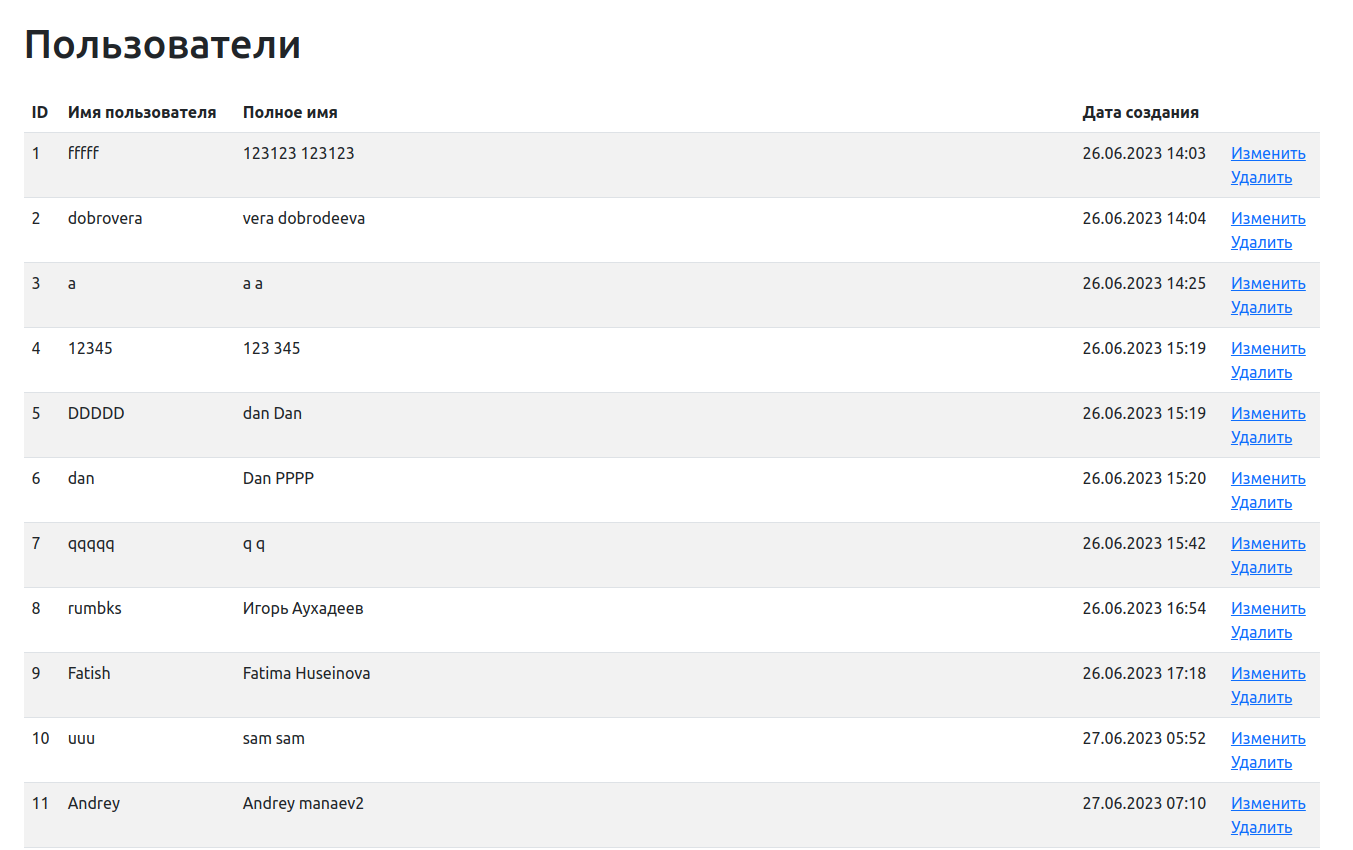 Пользователи
ID Имя пользователя Полное имя Дата создания
1 fffff 123123 123123 26.06.2023 14:03 Изменить
Удалить
2 dobrovera vera dobrodeeva 26.06.2023 14:04 Изменить
Удалить
3 a a a 26.06.2023 14:25 Изменить
Удалить
4 12345 123 345 26.06.2023 15:19 Изменить
Удалить
5 DDDDD dan Dan 26.06.2023 15:19 Изменить
Удалить
6 dan Dan PPPP 26.06.2023 15:20 Изменить
Удалить
7 qqqqq q q 26.06.2023 15:42 Изменить
Удалить
8 rumbks Игорь Аухадеев 26.06.2023 16:54 Изменить
Удалить
9 Fatish Fatima Huseinova 26.06.2023 17:18 Изменить
Удалить
10 uuu sam sam 27.06.2023 05:52 Изменить
Удалить
11 Andrey Andrey manaev2 27.06.2023 07:10 Изменить
Удалить